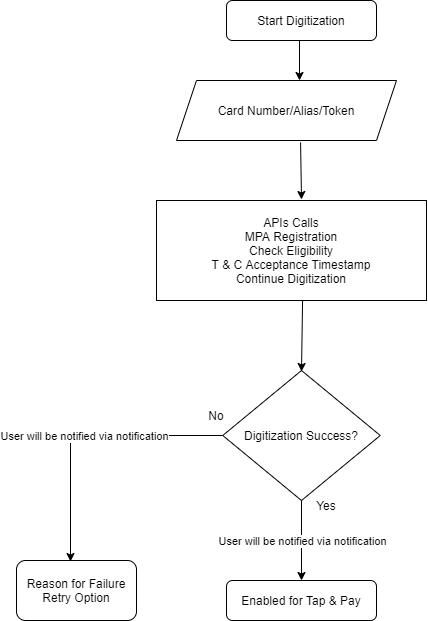 Start Digitization
Card Number/Alias/Token
APIs Calls
MPA Registration
Check Eligibility
T & C Acceptance Timestamp
Continue Digitization
No
User will be notified via notification
Digitization Success?
Yes
User will be notified via notification
Reason for Failure
Retry Option
Enabled for Tap & Pay